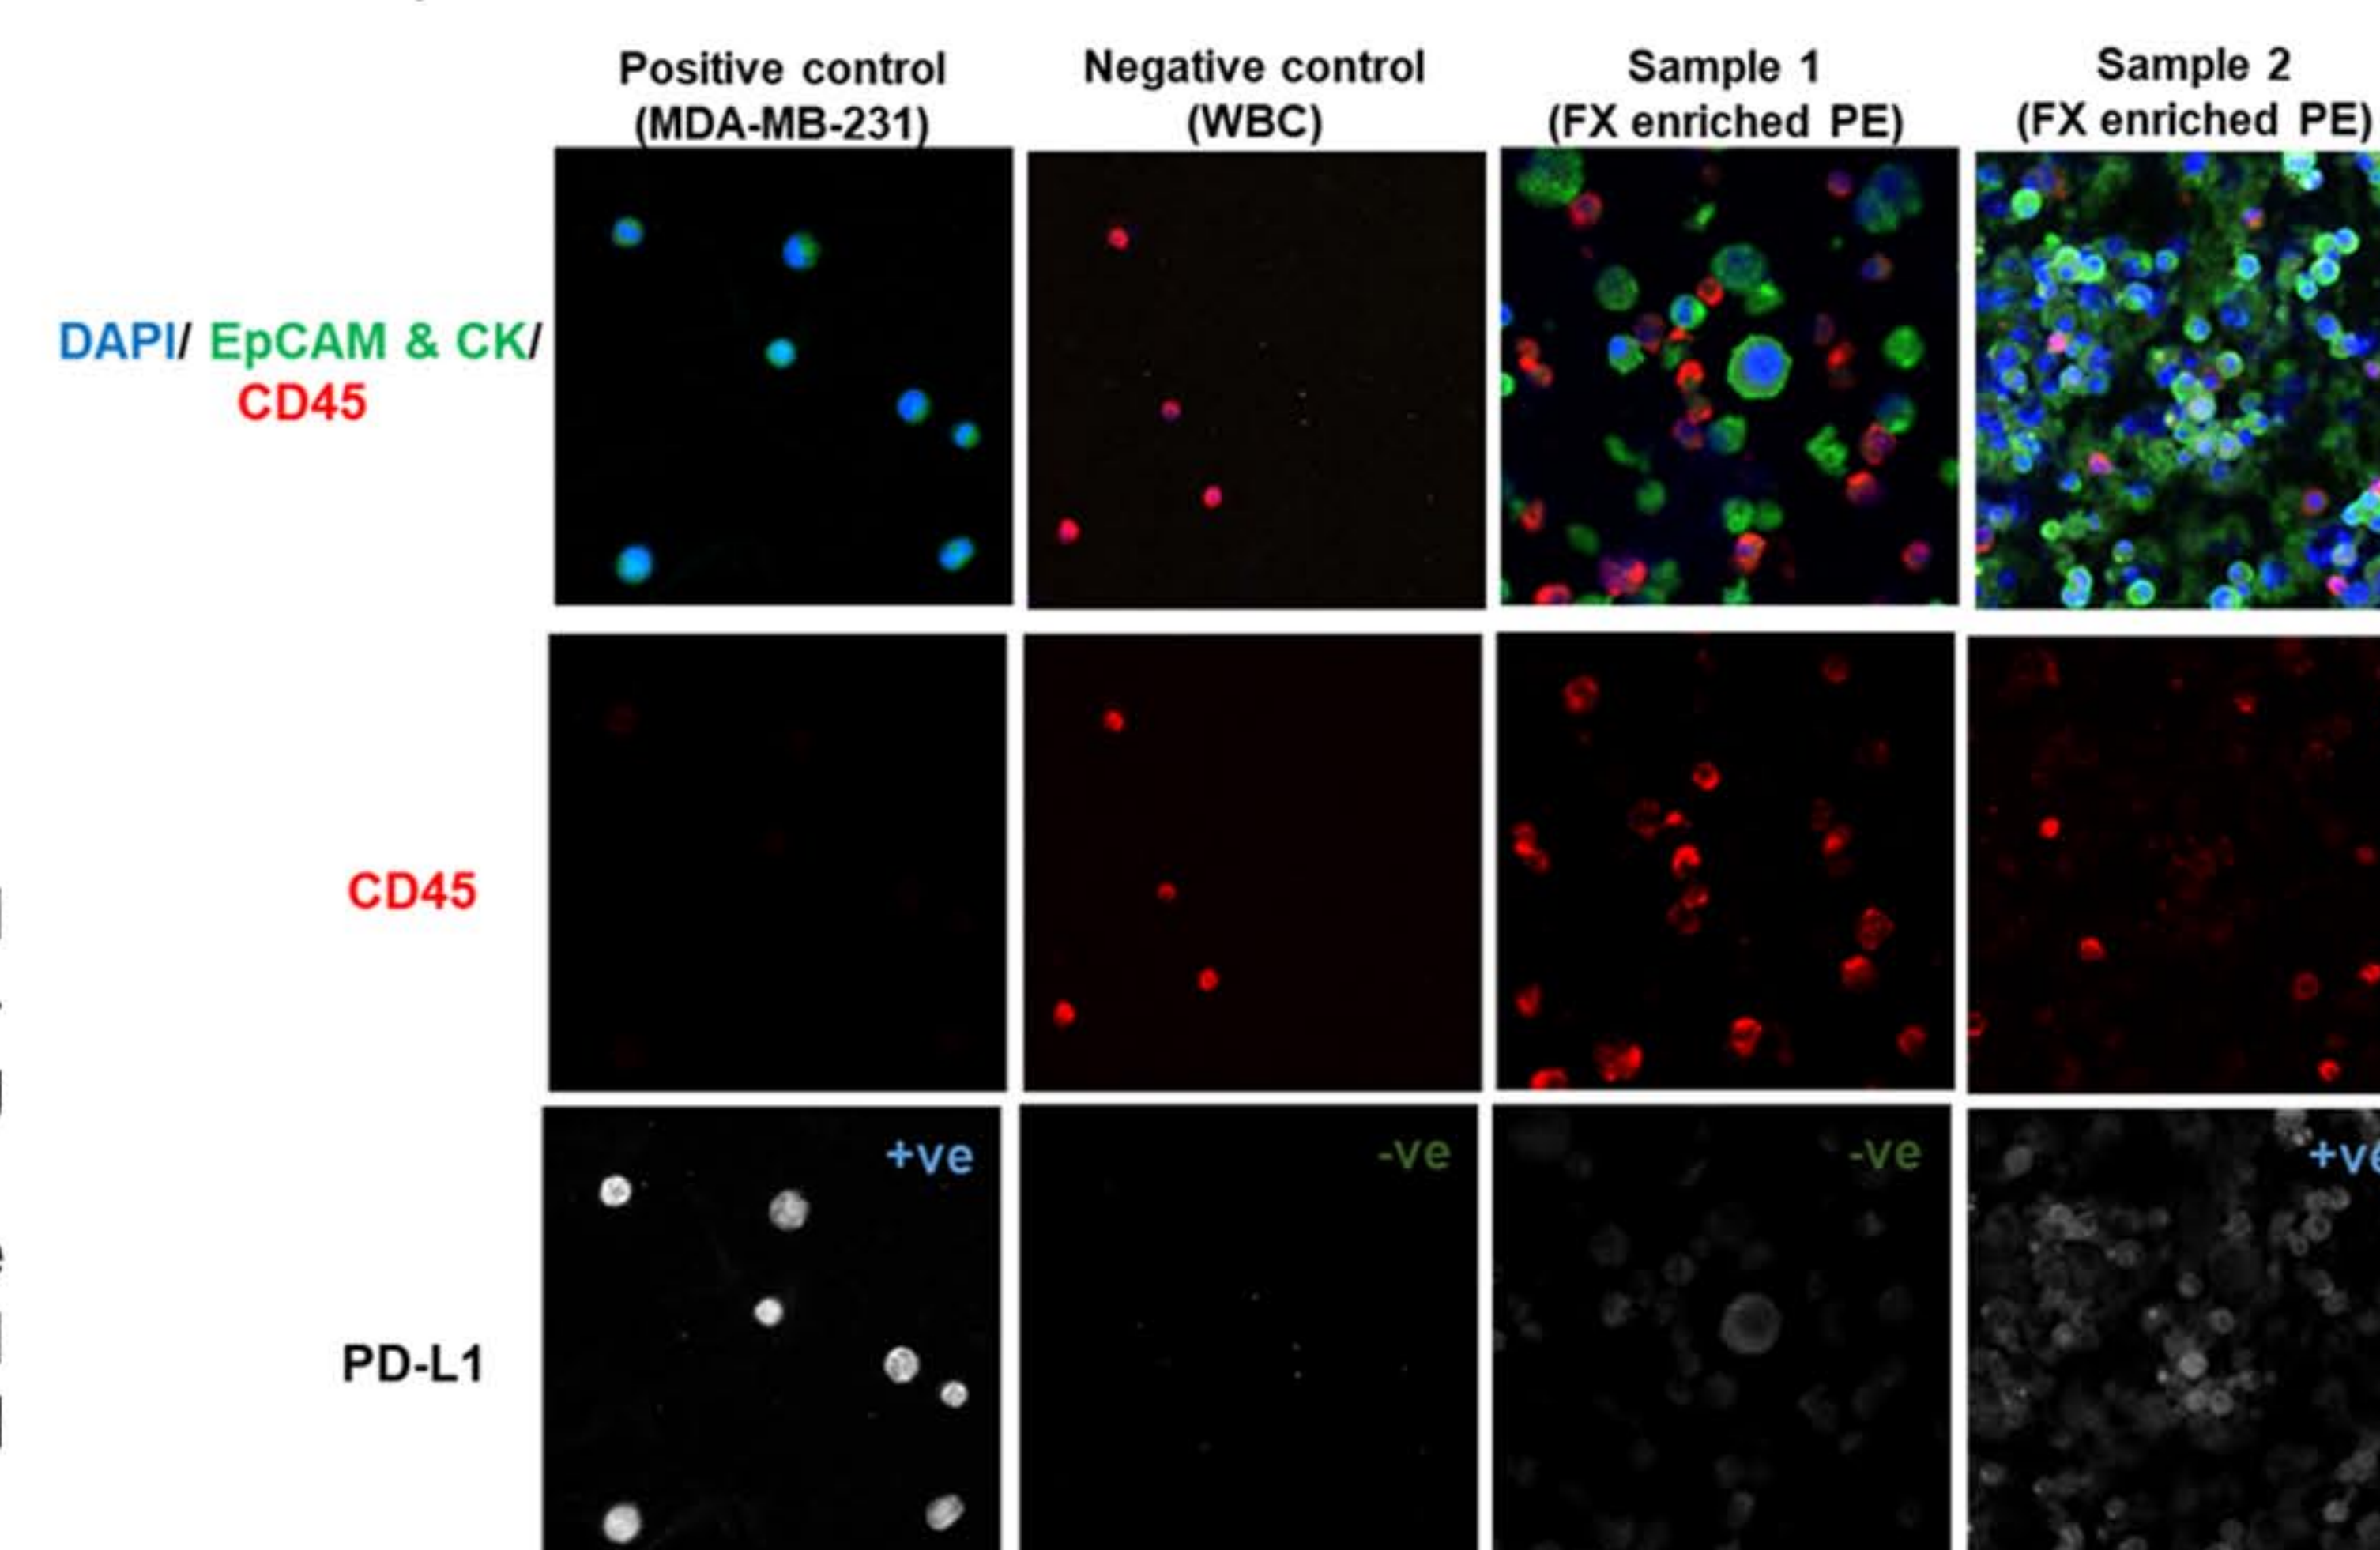 Positive control
(MDA-MB-231)
Negative control
(WBC)
Sample 1
(FX enriched PE)
Sample 2
(FX enriched PE)
DAPI/ EpCAM & CK/
CD45
CD45
PD-L1
+ve
-ve
-ve
+ve